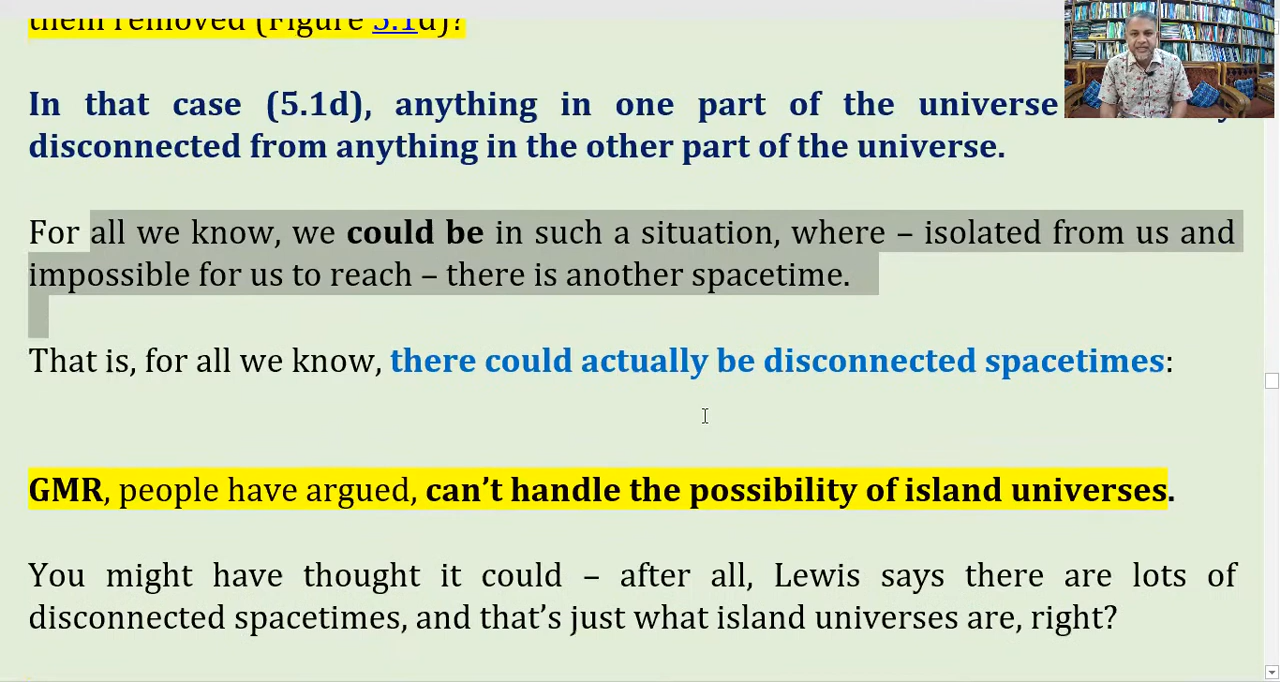 them removed (Figure 5.1d)?
In that case (5.1d), anything in one part of the universe
disconnected from anything in the other part of the universe.
For all we know, we could be in such a situation, where – isolated from us and
impossible for us to reach – there is another spacetime.
That is, for all we know, there could actually be disconnected spacetimes:
GMR, people have argued, can't handle the possibility of island universes.
You might have thought it could – after all, Lewis says there are lots of
disconnected spacetimes, and that's just what island universes are, right?